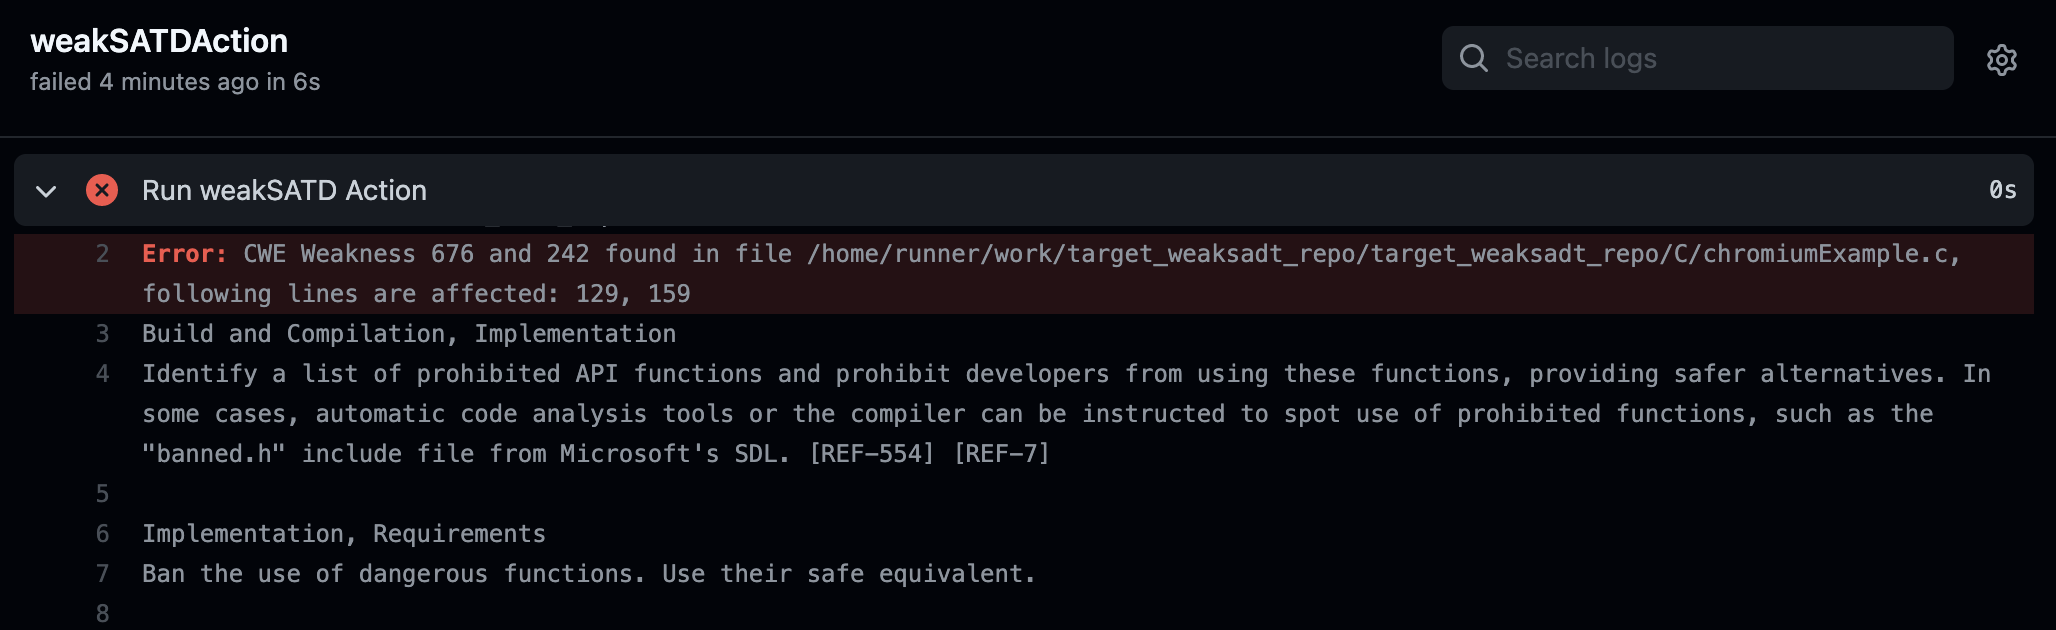 weakSATDAction
failed 4 minutes ago in 6s
Search logs
Run weakSATD Action
0s
2 Error: CWE Weakness 676 and 242 found in file /home/runner/work/target_weaksadt_repo/target_weaksadt_repo/C/chromiumExample.c,
following lines are affected: 129, 159
3 Build and Compilation, Implementation
4 Identify a list of prohibited API functions and prohibit developers from using these functions, providing safer alternatives. In
some cases, automatic code analysis tools or the compiler can be instructed to spot use of prohibited functions, such as the
"banned.h" include file from Microsoft's SDL. [REF-554] [REF-7]
5
6 Implementation, Requirements
7 Ban the use of dangerous functions. Use their safe equivalent.
8